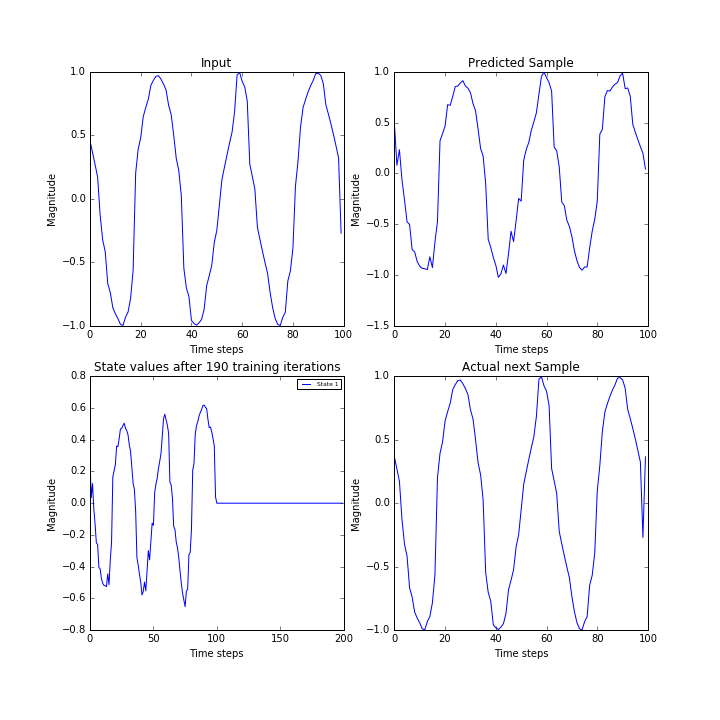 Input
1.0
0.5
0.0
−0.5
−1.0
Magnitude
0 20 40 60 80 100
Time steps
Predicted Sample
1.0
0.5
0.0
−0.5
−1.0
−1.5
Magnitude
0 20 40 60 80 100
Time steps
State values after 190 training iterations
State 1
0.8
0.6
0.4
0.2
0.0
−0.2
−0.4
−0.6
−0.8
Magnitude
0 50 100 150 200
Time steps
Actual next Sample
1.0
0.5
0.0
−0.5
−1.0
Magnitude
0 20 40 60 80 100
Time steps